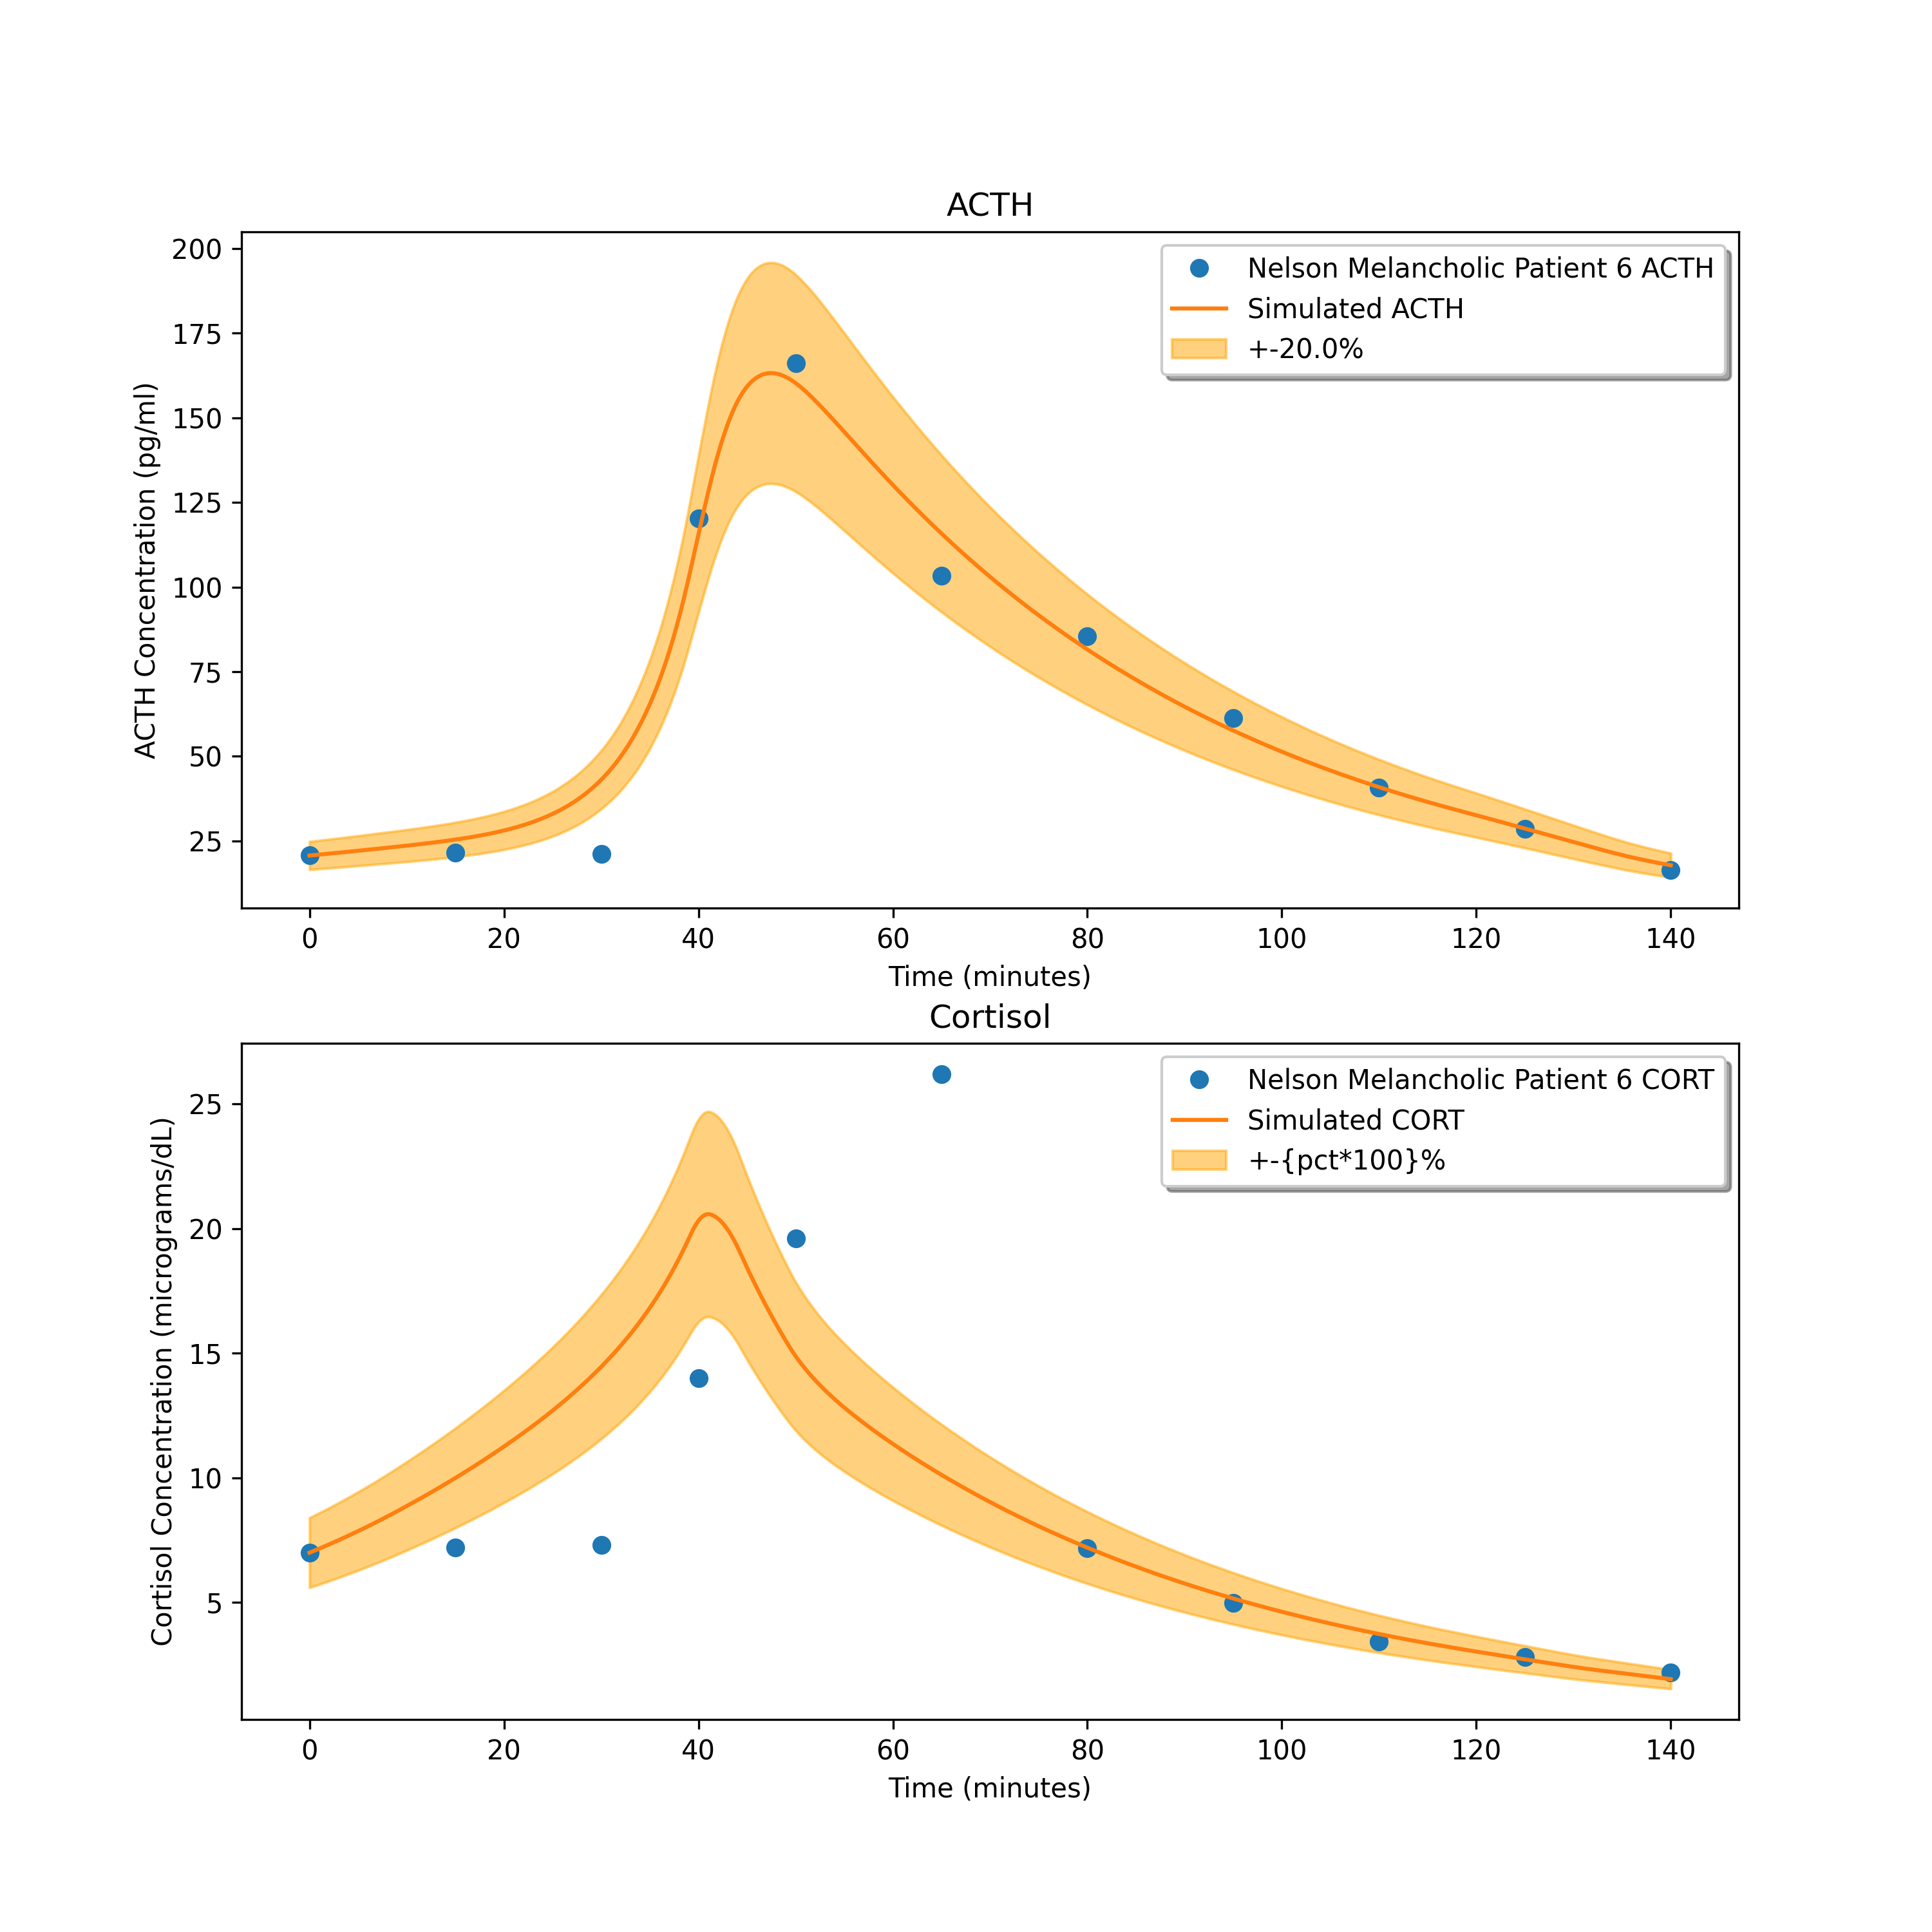 ACTH
200
175
150
125
100
75
50
25
ACTH Concentration (pg/ml)
Nelson Melancholic Patient 6 ACTH
Simulated ACTH
+-20.0%
0 20 40 60 80 100 120 140
Time (minutes)
Cortisol
25
20
15
10
5
Cortisol Concentration (micrograms/dL)
Nelson Melancholic Patient 6 CORT
Simulated CORT
+-{pct*100}%
0 20 40 60 80 100 120 140
Time (minutes)